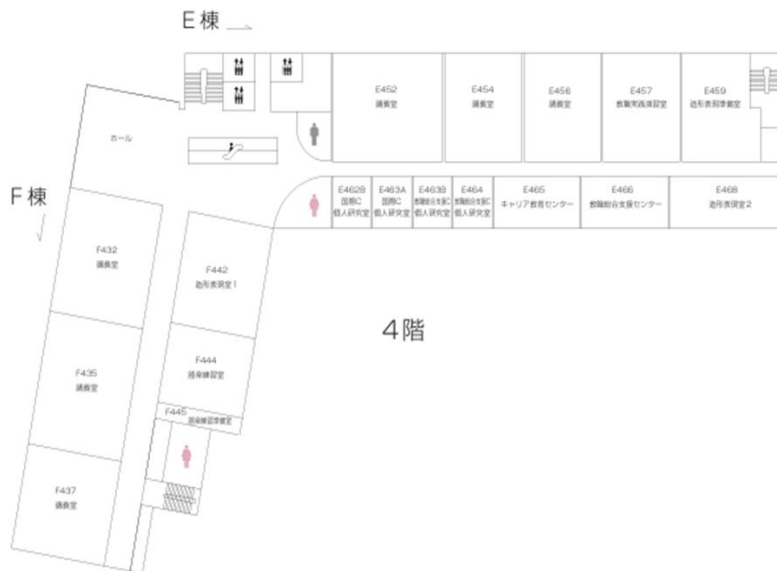 E棟
E452
講義室
E454
講義室
E456
講義室
E457
教職実践演習室
E459
造形表現準備室
ホール
F棟
E462B
国際C
個人研究室
E463A
国際C
個人研究室
E463B
教職総合支援C
個人研究室
E464
教職総合支援C
個人研究室
E465
キャリア教育センター
E466
教職総合支援センター
E468
造形表現室2
F432
講義室
F442
造形表現室1
4階
F435
講義室
F444
器楽練習室
F445
器楽練習準備室
F437
講義室